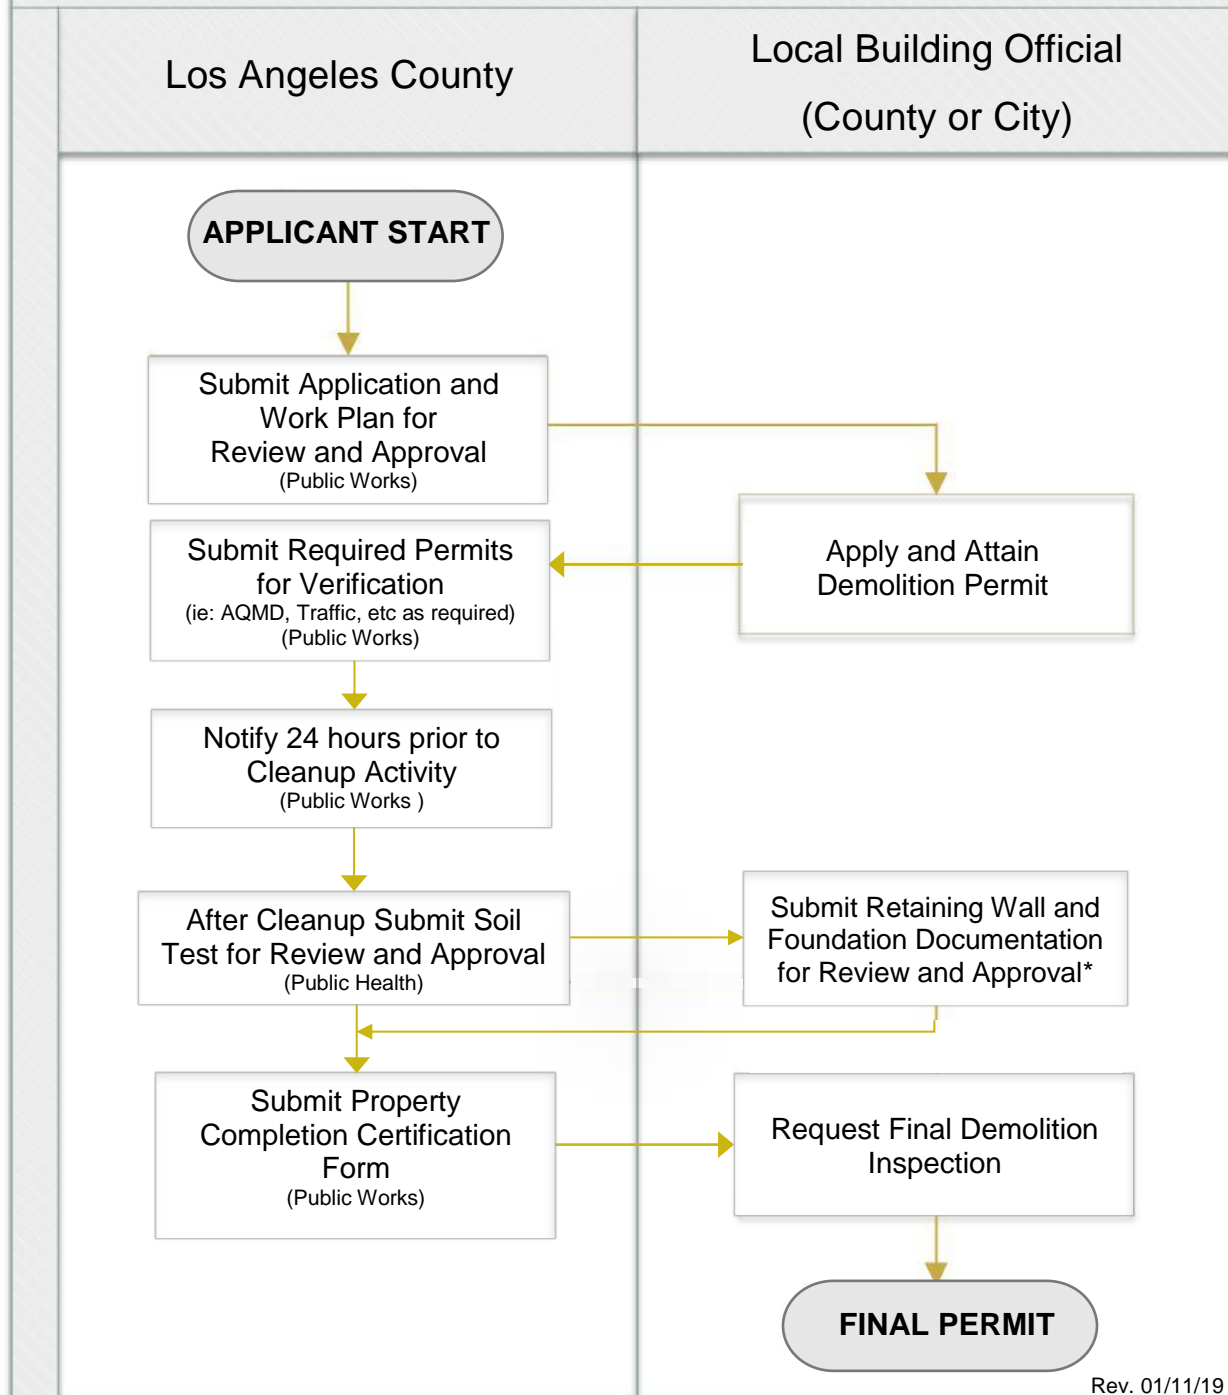 Los Angeles County
Local Building Official
(County or City)
APPLICANT START
Submit Application and
Work Plan for
Review and Approval
(Public Works)
Apply and Attain
Demolition Permit
Submit Required Permits
for Verification
(ie: AQMD, Traffic, etc as required)
(Public Works)
Notify 24 hours prior to
Cleanup Activity
(Public Works )
After Cleanup Submit Soil
Test for Review and Approval
(Public Health)
Submit Retaining Wall and
Foundation Documentation
for Review and Approval*
Submit Property
Completion Certification
Form
(Public Works)
Request Final Demolition
Inspection
FINAL PERMIT
Rev. 01/11/19